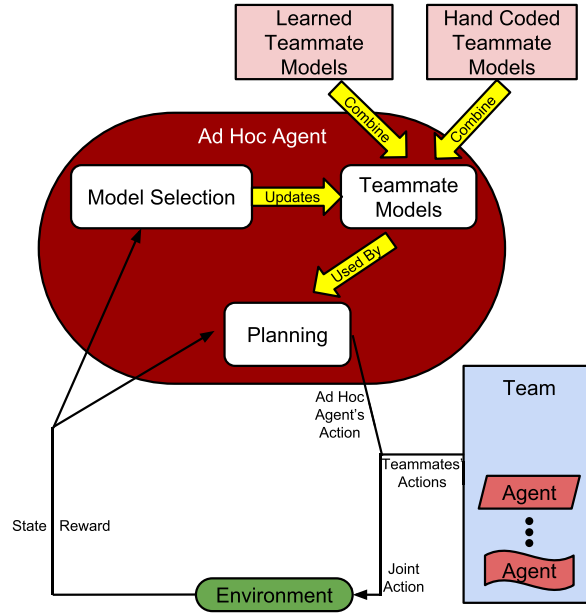 Learned
Teammate
Models
Hand Coded
Teammate
Models
Combine
Combine
Ad Hoc Agent
Model Selection
Updates
Teammate
Models
Used By
Planning
Ad Hoc
Agent's
Action
Team
Teammates'
Actions
Agent
Agent
State
Reward
Joint
Action
Environment